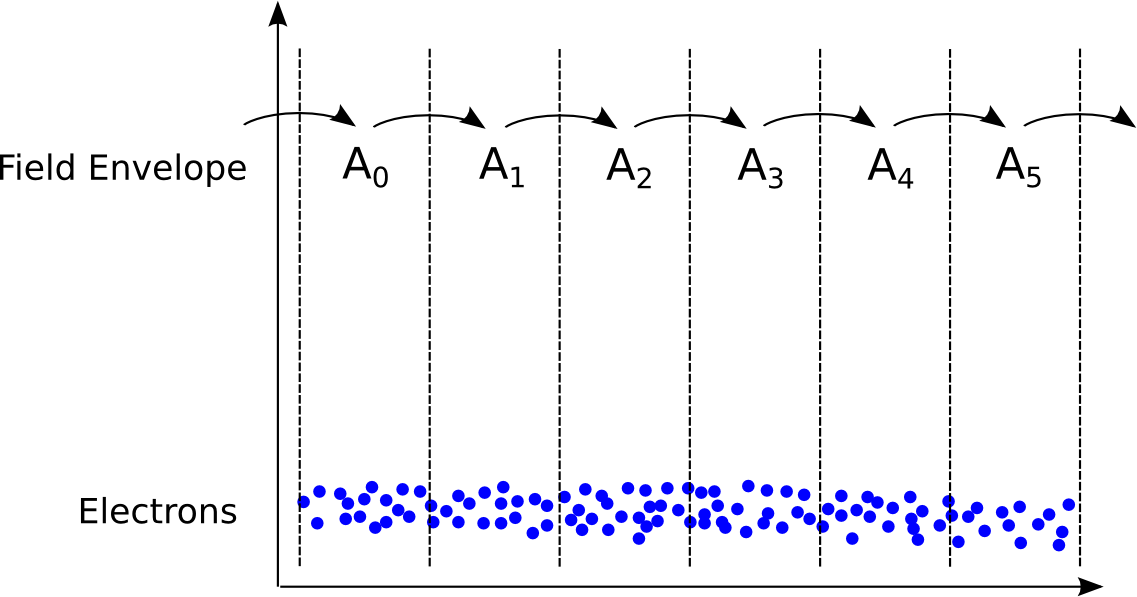 Field Envelope A₀ A₁ A₂ A₃ A₄ A₅
Electrons